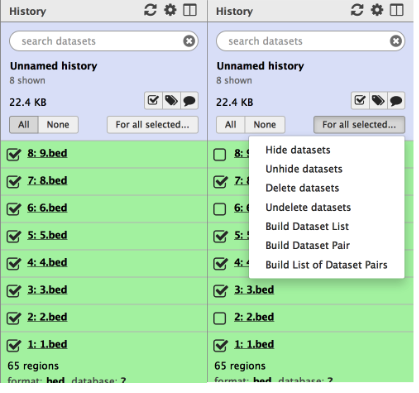 History
search datasets
Unnamed history
8 shown
22.4 KB
All None For all selected...
8: 9.bed
7: 8.bed
6: 6.bed
5: 5.bed
4: 4.bed
3: 3.bed
2: 2.bed
1: 1.bed
65 regions
format: bed, database: ?
History
search datasets
Unnamed history
8 shown
22.4 KB
All None For all selected...
Hide datasets
Unhide datasets
Delete datasets
Undelete datasets
Build Dataset List
Build Dataset Pair
Build List of Dataset Pairs
8:
7:
6:
5:
4:
3: 3.bed
2: 2.bed
1: 1.bed
65 regions
format: bed, database: ?